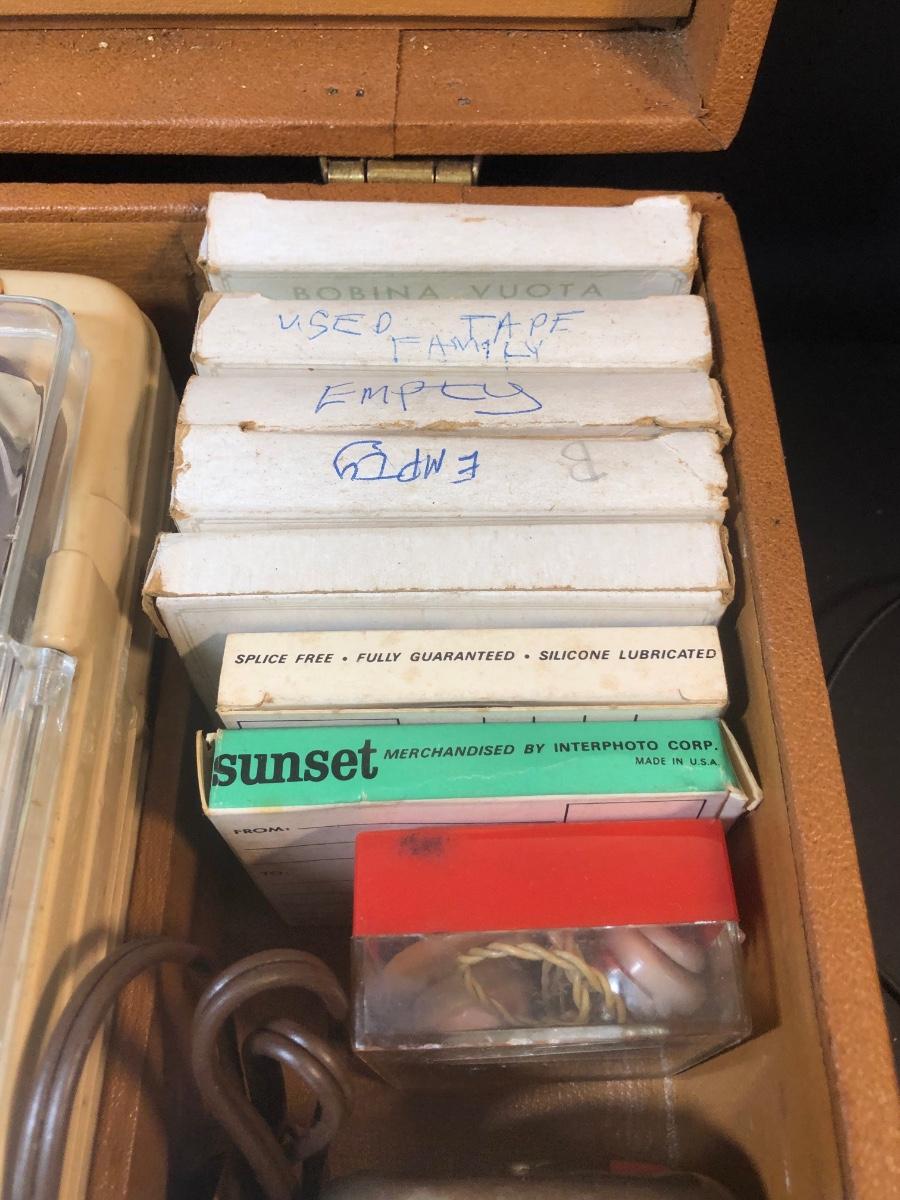 BOBINA VUOTA
USED TAPE
FAMILY
EMPTY
EMPTY B
SPLICE FREE • FULLY GUARANTEED • SILICONE LUBRICATED
sunset MERCHANDISED BY INTERPHOTO CORP.
MADE IN U.S.A.
FROM:
TO: